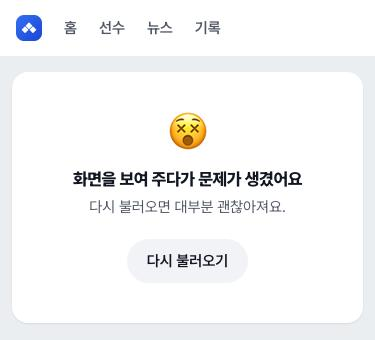 홈 선수 뉴스 기록
화면을 보여 주다가 문제가 생겼어요
다시 불러오면 대부분 괜찮아져요.
다시 불러오기